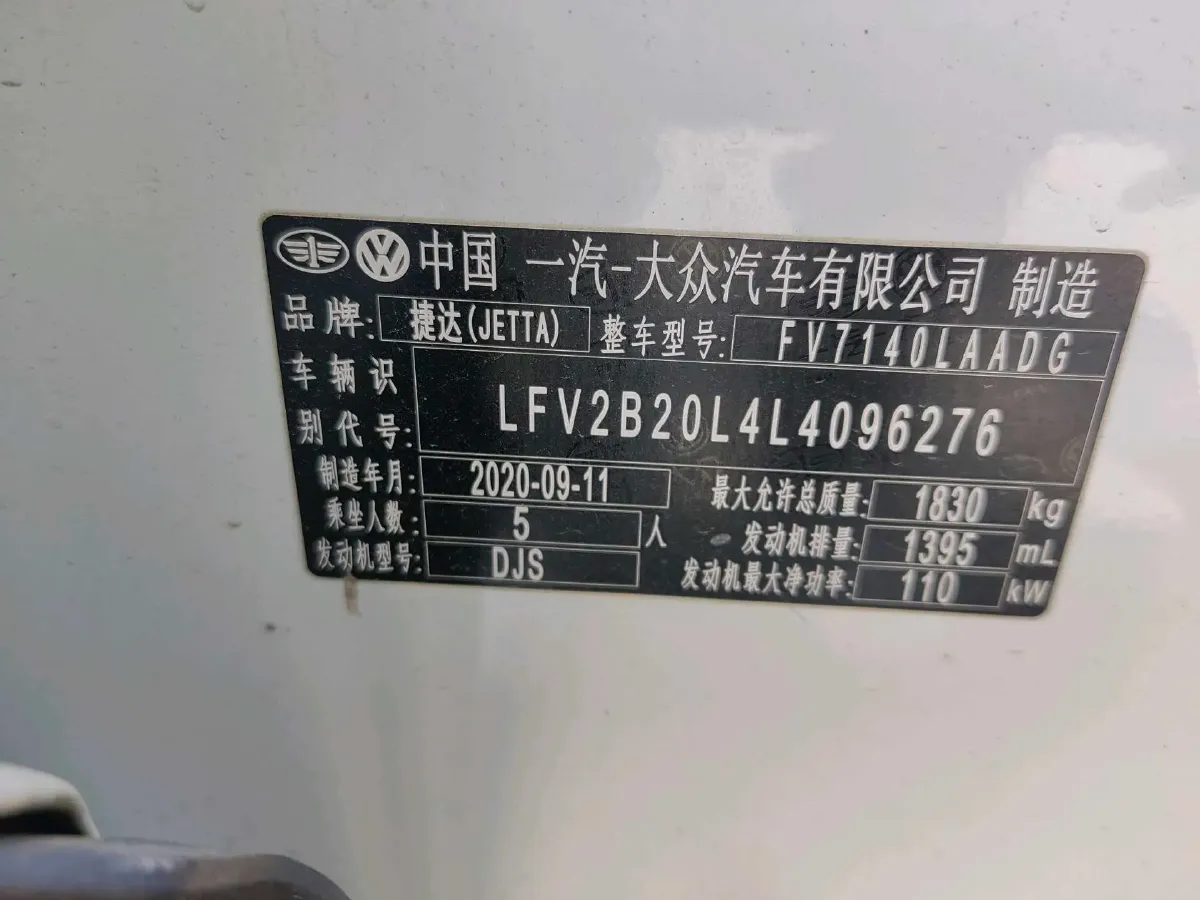 中国 一汽-大众汽车有限公司 制造
品牌: 捷达(JETTA) 整车型号: FV7140LAADG
车辆识别代号: LFV2B20L4L4096276
制造年月: 2020-09-11 最大允许总质量: 1830 kg
乘坐人数: 5 人 发动机排量: 1395 mL
发动机型号: DJS 发动机最大净功率: 110 kW